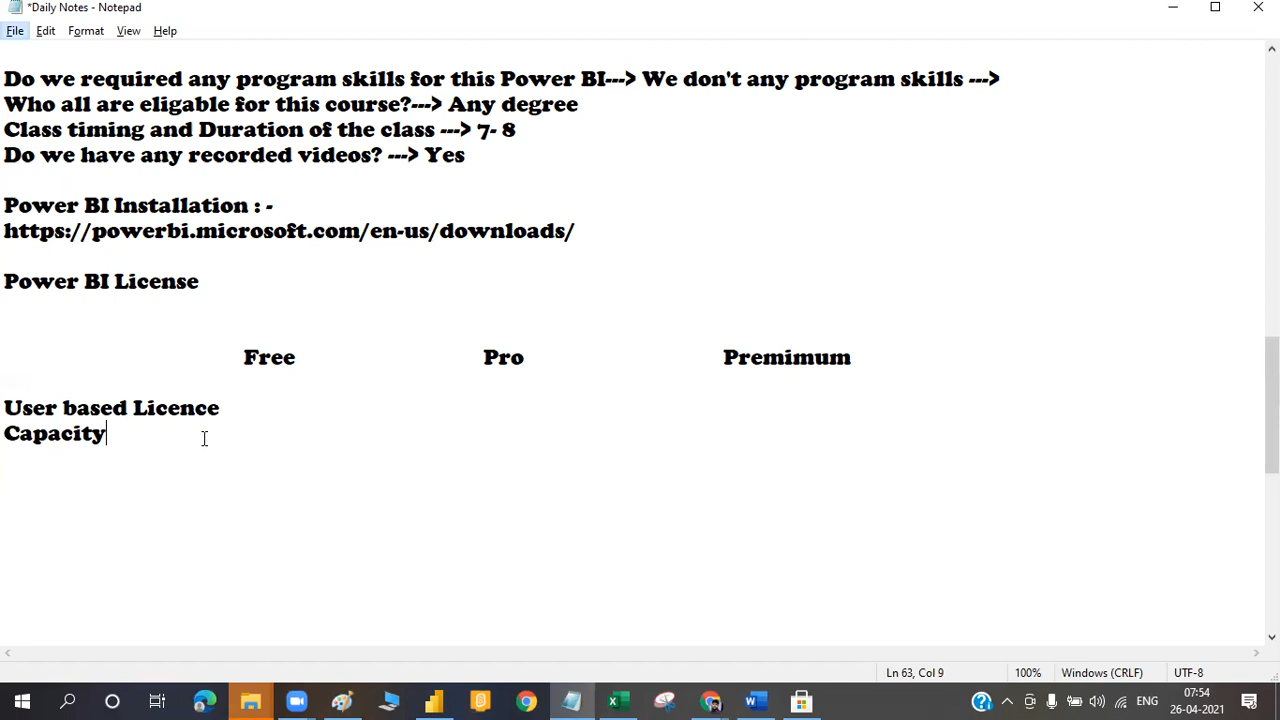 *Daily Notes - Notepad
File Edit Format View Help
Do we required any program skills for this Power BI---> We don't any program skills --->
Who all are eligable for this course?---> Any degree
Class timing and Duration of the class ---> 7- 8
Do we have any recorded videos? ---> Yes
Power BI Installation : -
https://powerbi.microsoft.com/en-us/downloads/
Power BI License
Free Pro Premimum
User based Licence
Capacity
Ln 63, Col 9 100% Windows (CRLF) UTF-8
ENG 07:54
26-04-2021